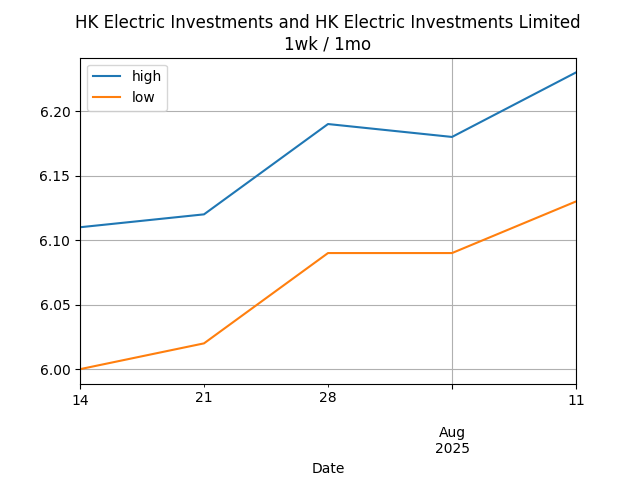 HK Electric Investments and HK Electric Investments Limited
1wk / 1mo
high
low
6.20
6.15
6.10
6.05
6.00
14
21
28
11
Aug
2025
Date